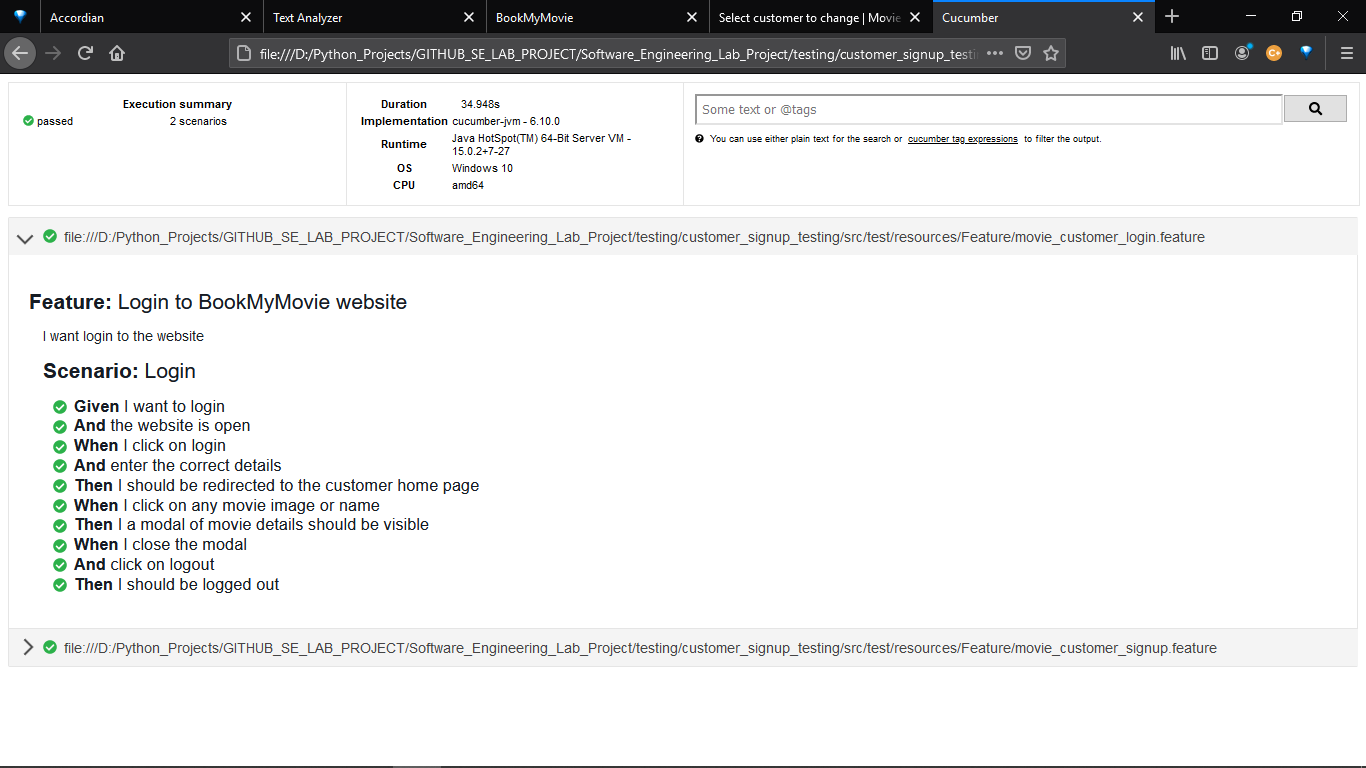 Accordian
Text Analyzer
BookMyMovie
Select customer to change | Movie
Cucumber
file:///D:/Python_Projects/GITHUB_SE_LAB_PROJECT/Software_Engineering_Lab_Project/testing/customer_signup_testi
Execution summary
passed 2 scenarios
Duration 34.948s
Implementation cucumber-jvm - 6.10.0
Runtime Java HotSpot(TM) 64-Bit Server VM -
15.0.2+7-27
OS Windows 10
CPU amd64
Some text or @tags
You can use either plain text for the search or cucumber tag expressions to filter the output.
file:///D:/Python_Projects/GITHUB_SE_LAB_PROJECT/Software_Engineering_Lab_Project/testing/customer_signup_testing/src/test/resources/Feature/movie_customer_login.feature
Feature: Login to BookMyMovie website
I want login to the website
Scenario: Login
Given I want to login
And the website is open
When I click on login
And enter the correct details
Then I should be redirected to the customer home page
When I click on any movie image or name
Then I a modal of movie details should be visible
When I close the modal
And click on logout
Then I should be logged out
file:///D:/Python_Projects/GITHUB_SE_LAB_PROJECT/Software_Engineering_Lab_Project/testing/customer_signup_testing/src/test/resources/Feature/movie_customer_signup.feature